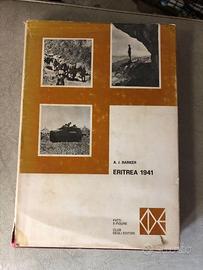 A. J. BARKER
ERITREA 1941
FATTI
E FIGURE
CLUB
DEGLI EDITORI